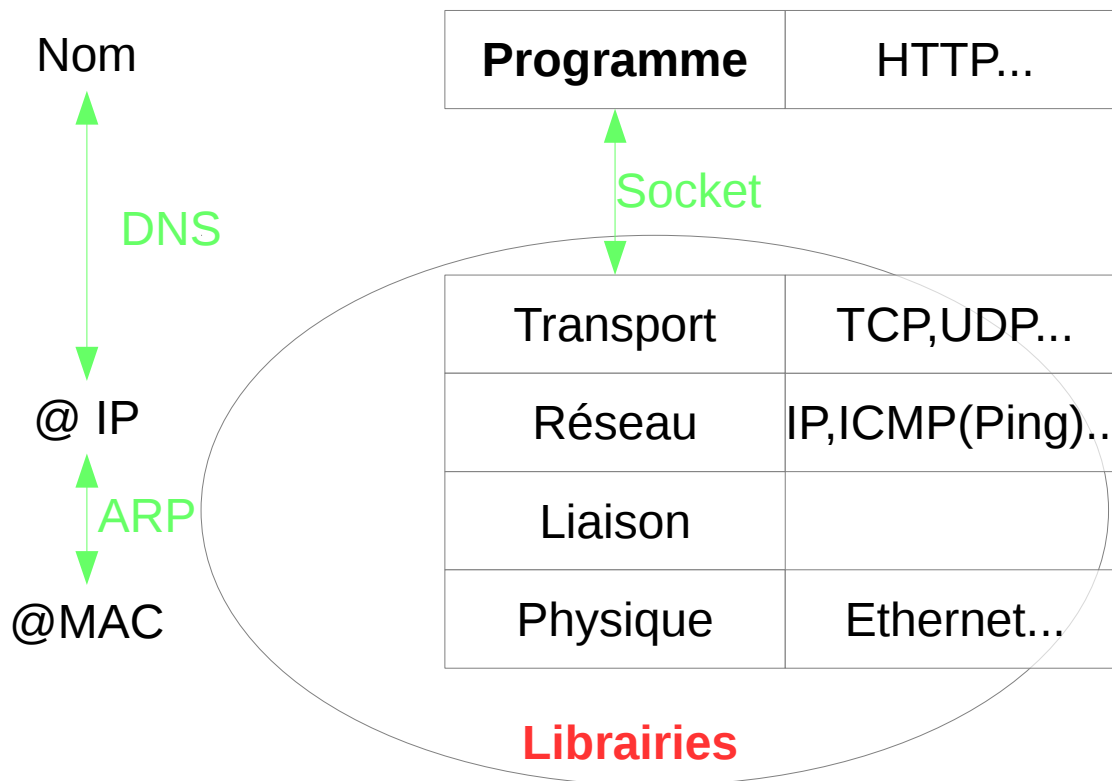 Nom
Programme HTTP...
Socket
DNS
Transport TCP,UDP...
@ IP
Réseau IP,ICMP(Ping)..
ARP
Liaison
@MAC
Physique Ethernet...
Librairies